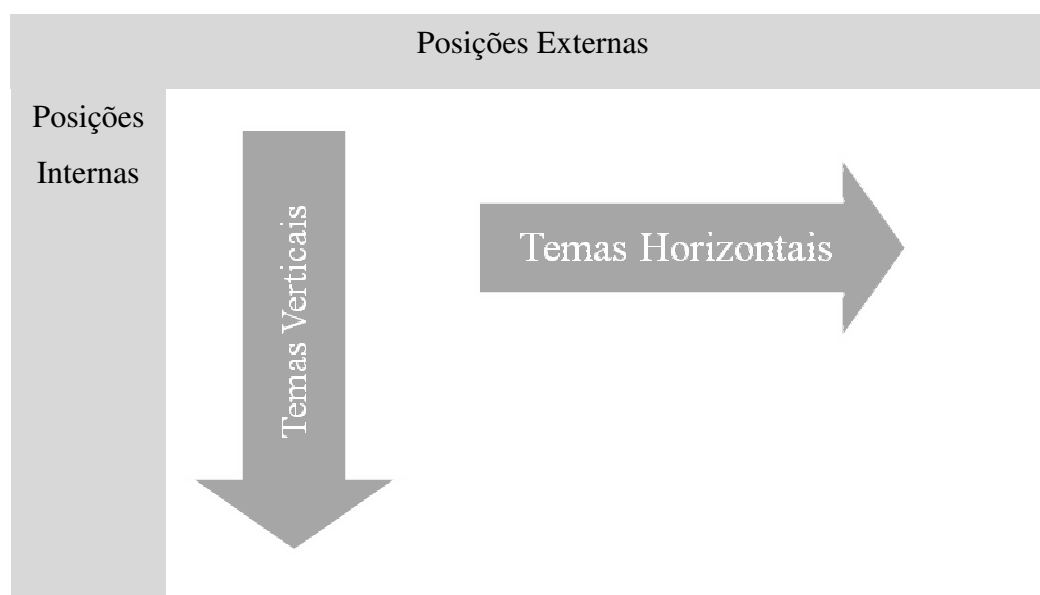 Posições Externas
Posições
Internas
Temas Verticais
Temas Horizontais